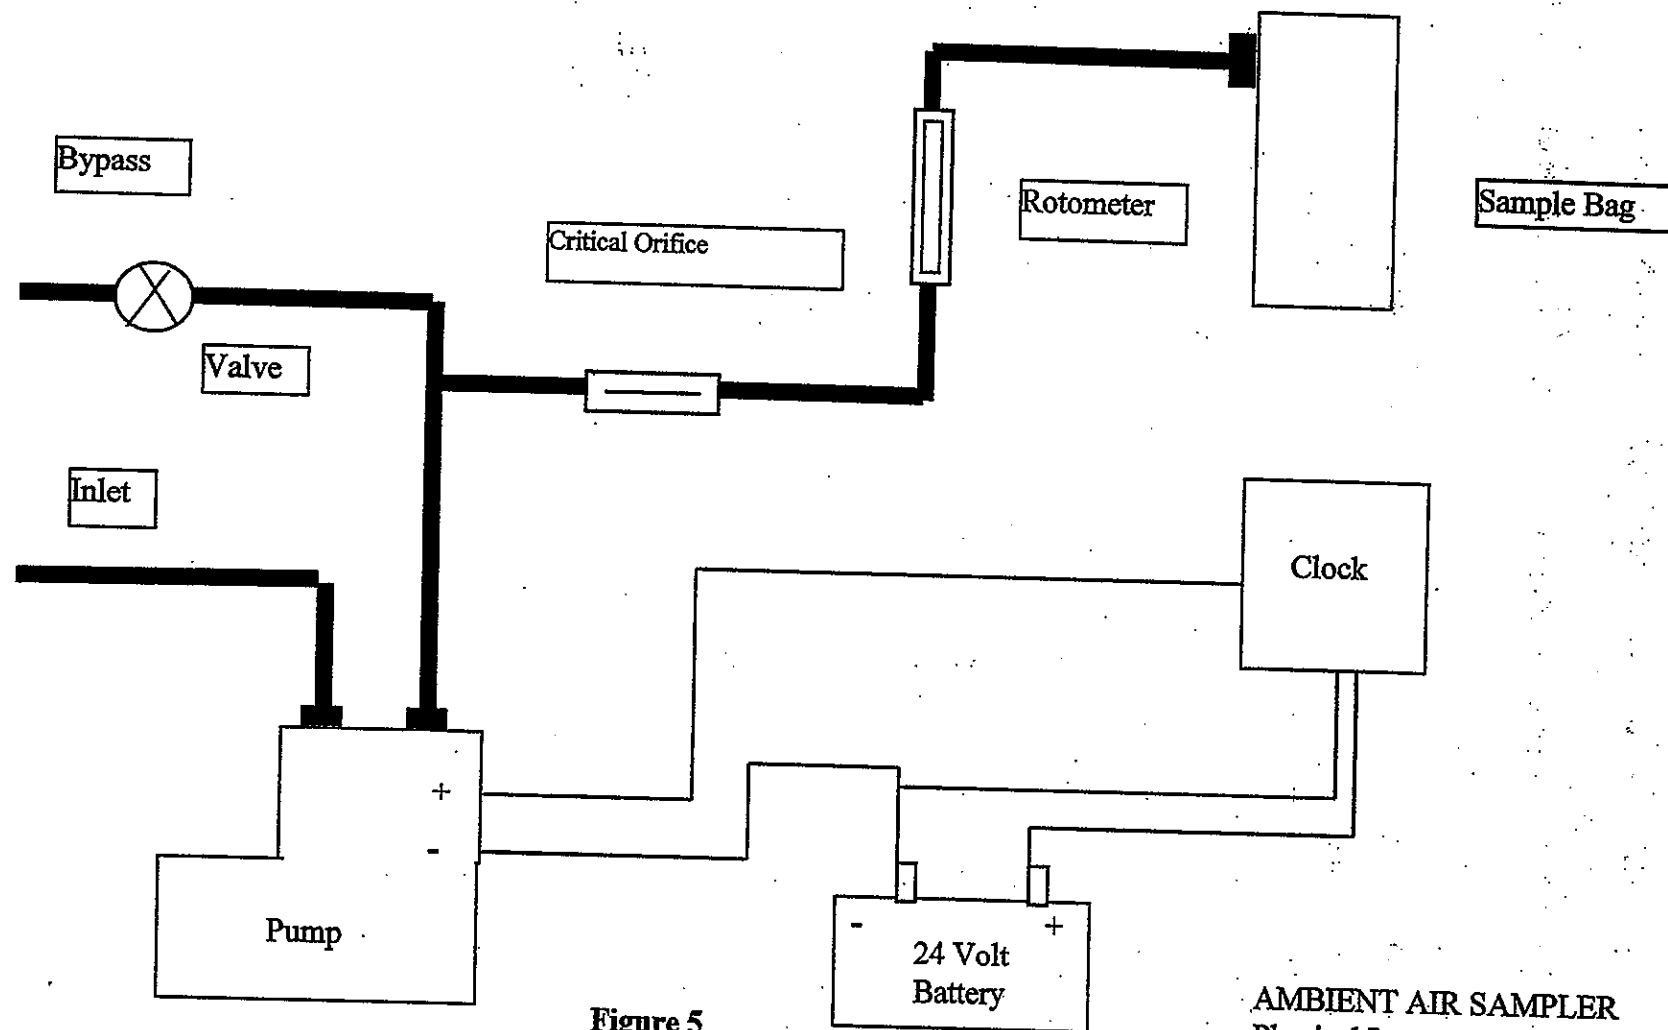 Bypass
Critical Orifice
Rotometer
Sample Bag
Valve
Inlet
Clock
+
-
Pump
- +
24 Volt
Battery
Figure 5
AMBIENT AIR SAMPLER